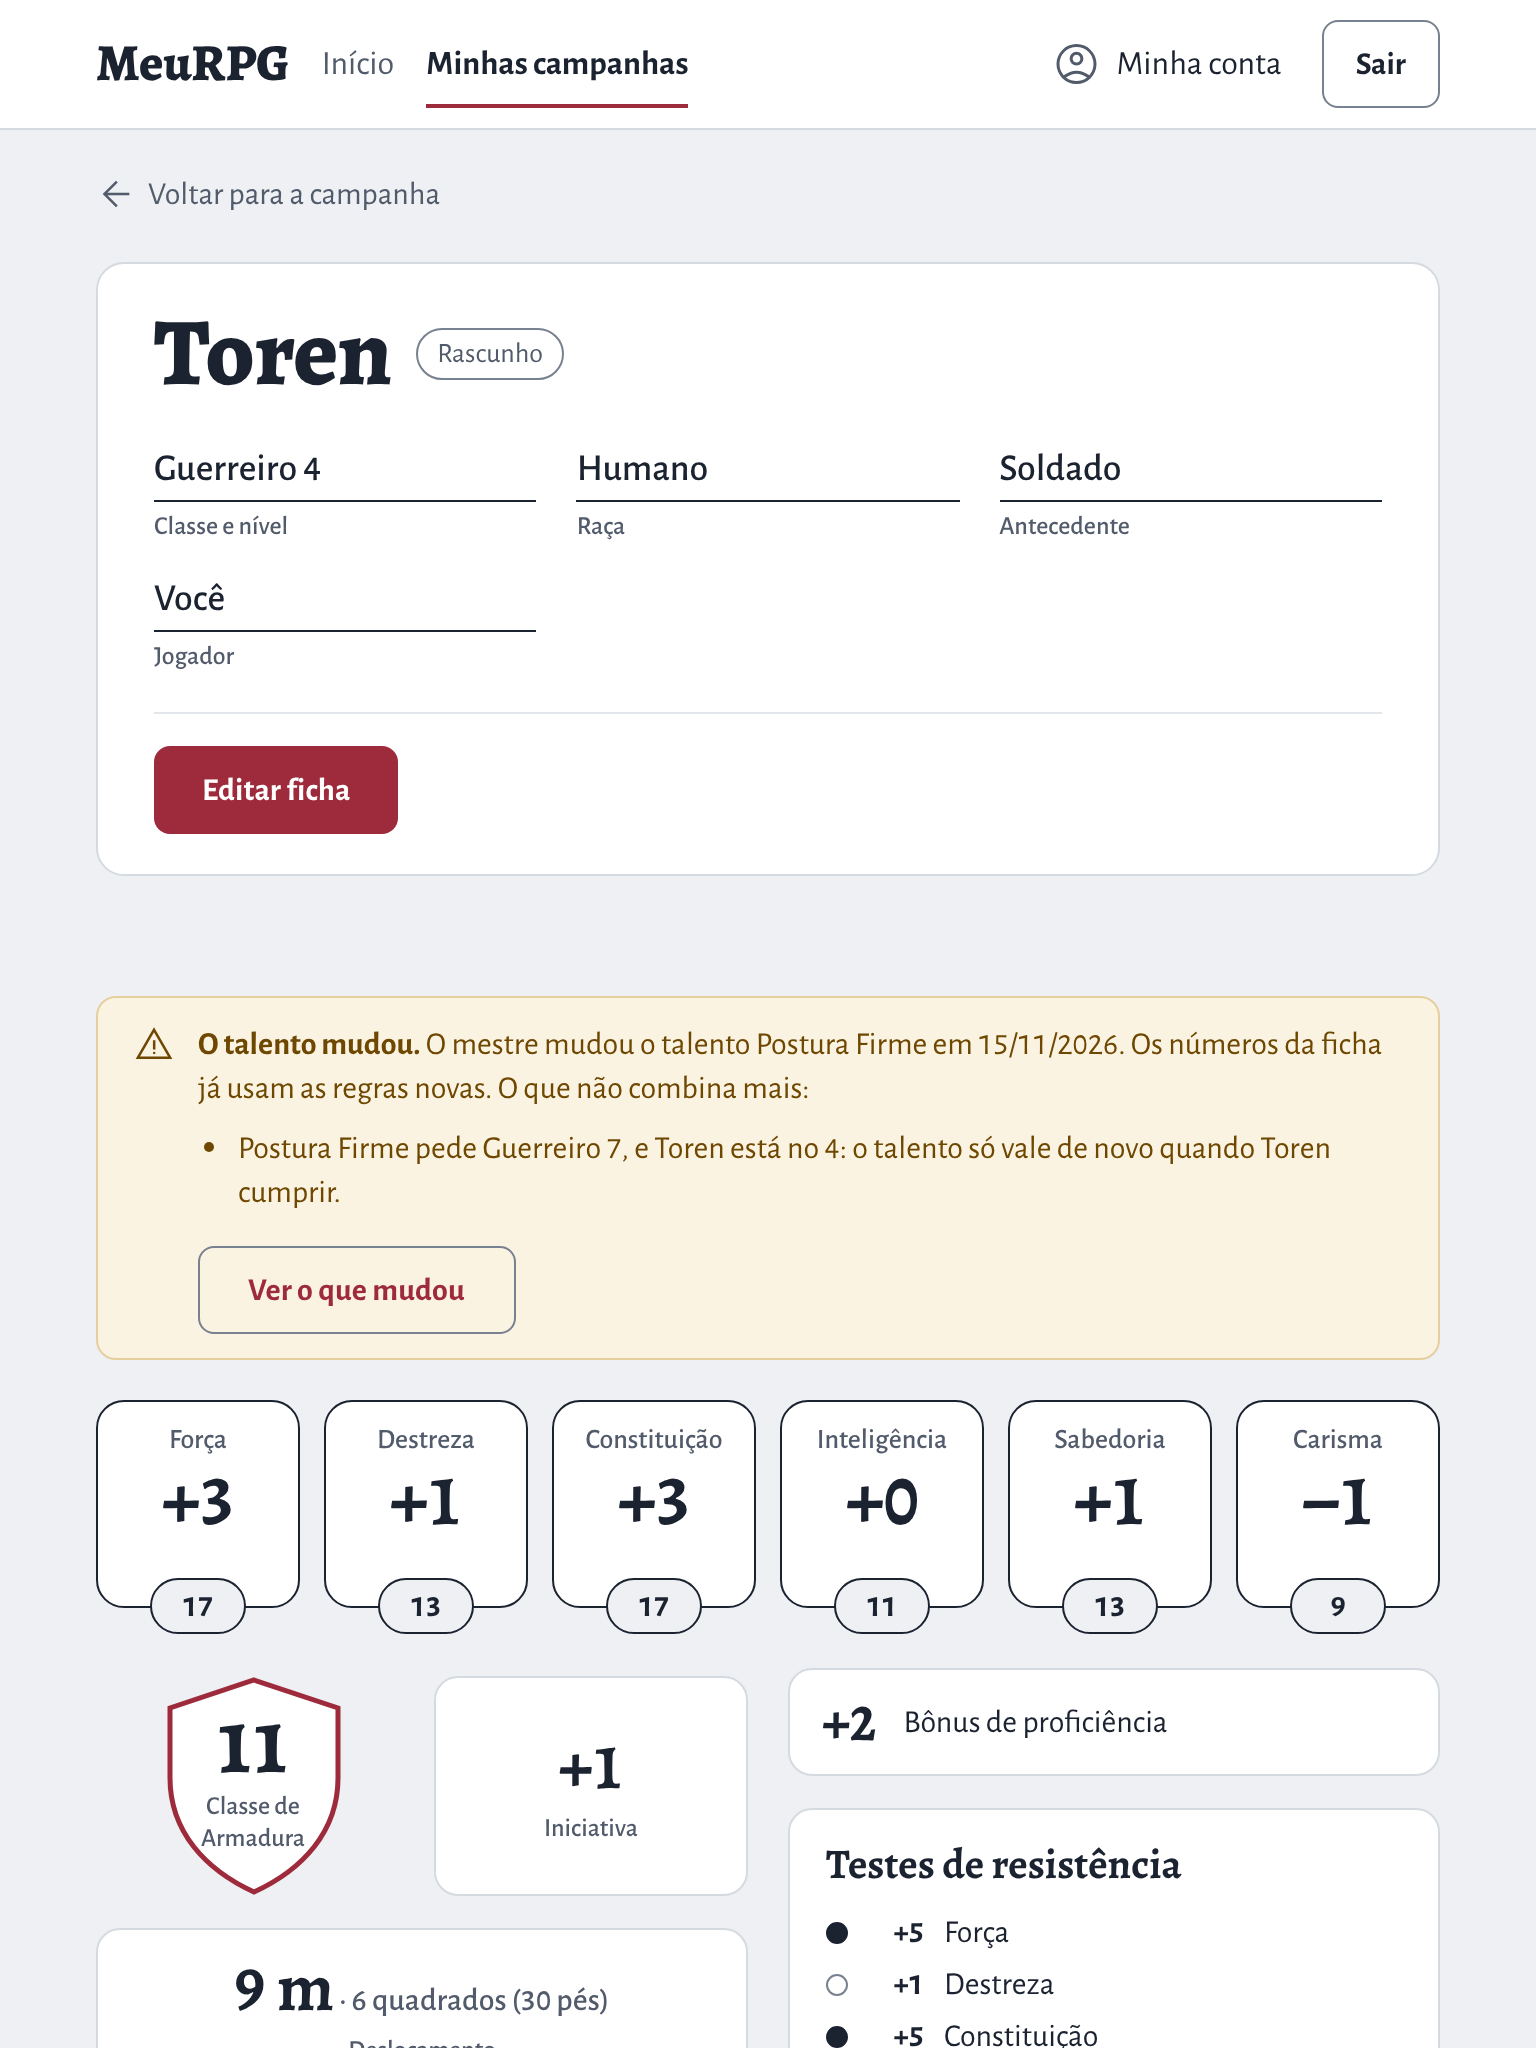 MeuRPG Início Minhas campanhas Minha conta Sair
Voltar para a campanha
Toren Rascunho
Guerreiro 4 Humano Soldado
Classe e nível Raça Antecedente
Você
Jogador
Editar ficha
O talento mudou. O mestre mudou o talento Postura Firme em 15/11/2026. Os números da ficha
já usam as regras novas. O que não combina mais:
• Postura Firme pede Guerreiro 7, e Toren está no 4: o talento só vale de novo quando Toren
cumprir.
Ver o que mudou
Força Destreza Constituição Inteligência Sabedoria Carisma
+3 +1 +3 +0 +1 −1
17 13 17 11 13 9
11
Classe de
Armadura
+1
Iniciativa
+2 Bônus de proficiência
9 m · 6 quadrados (30 pés)
Deslocamento
Testes de resistência
+5 Força
+1 Destreza
+5 Constituição